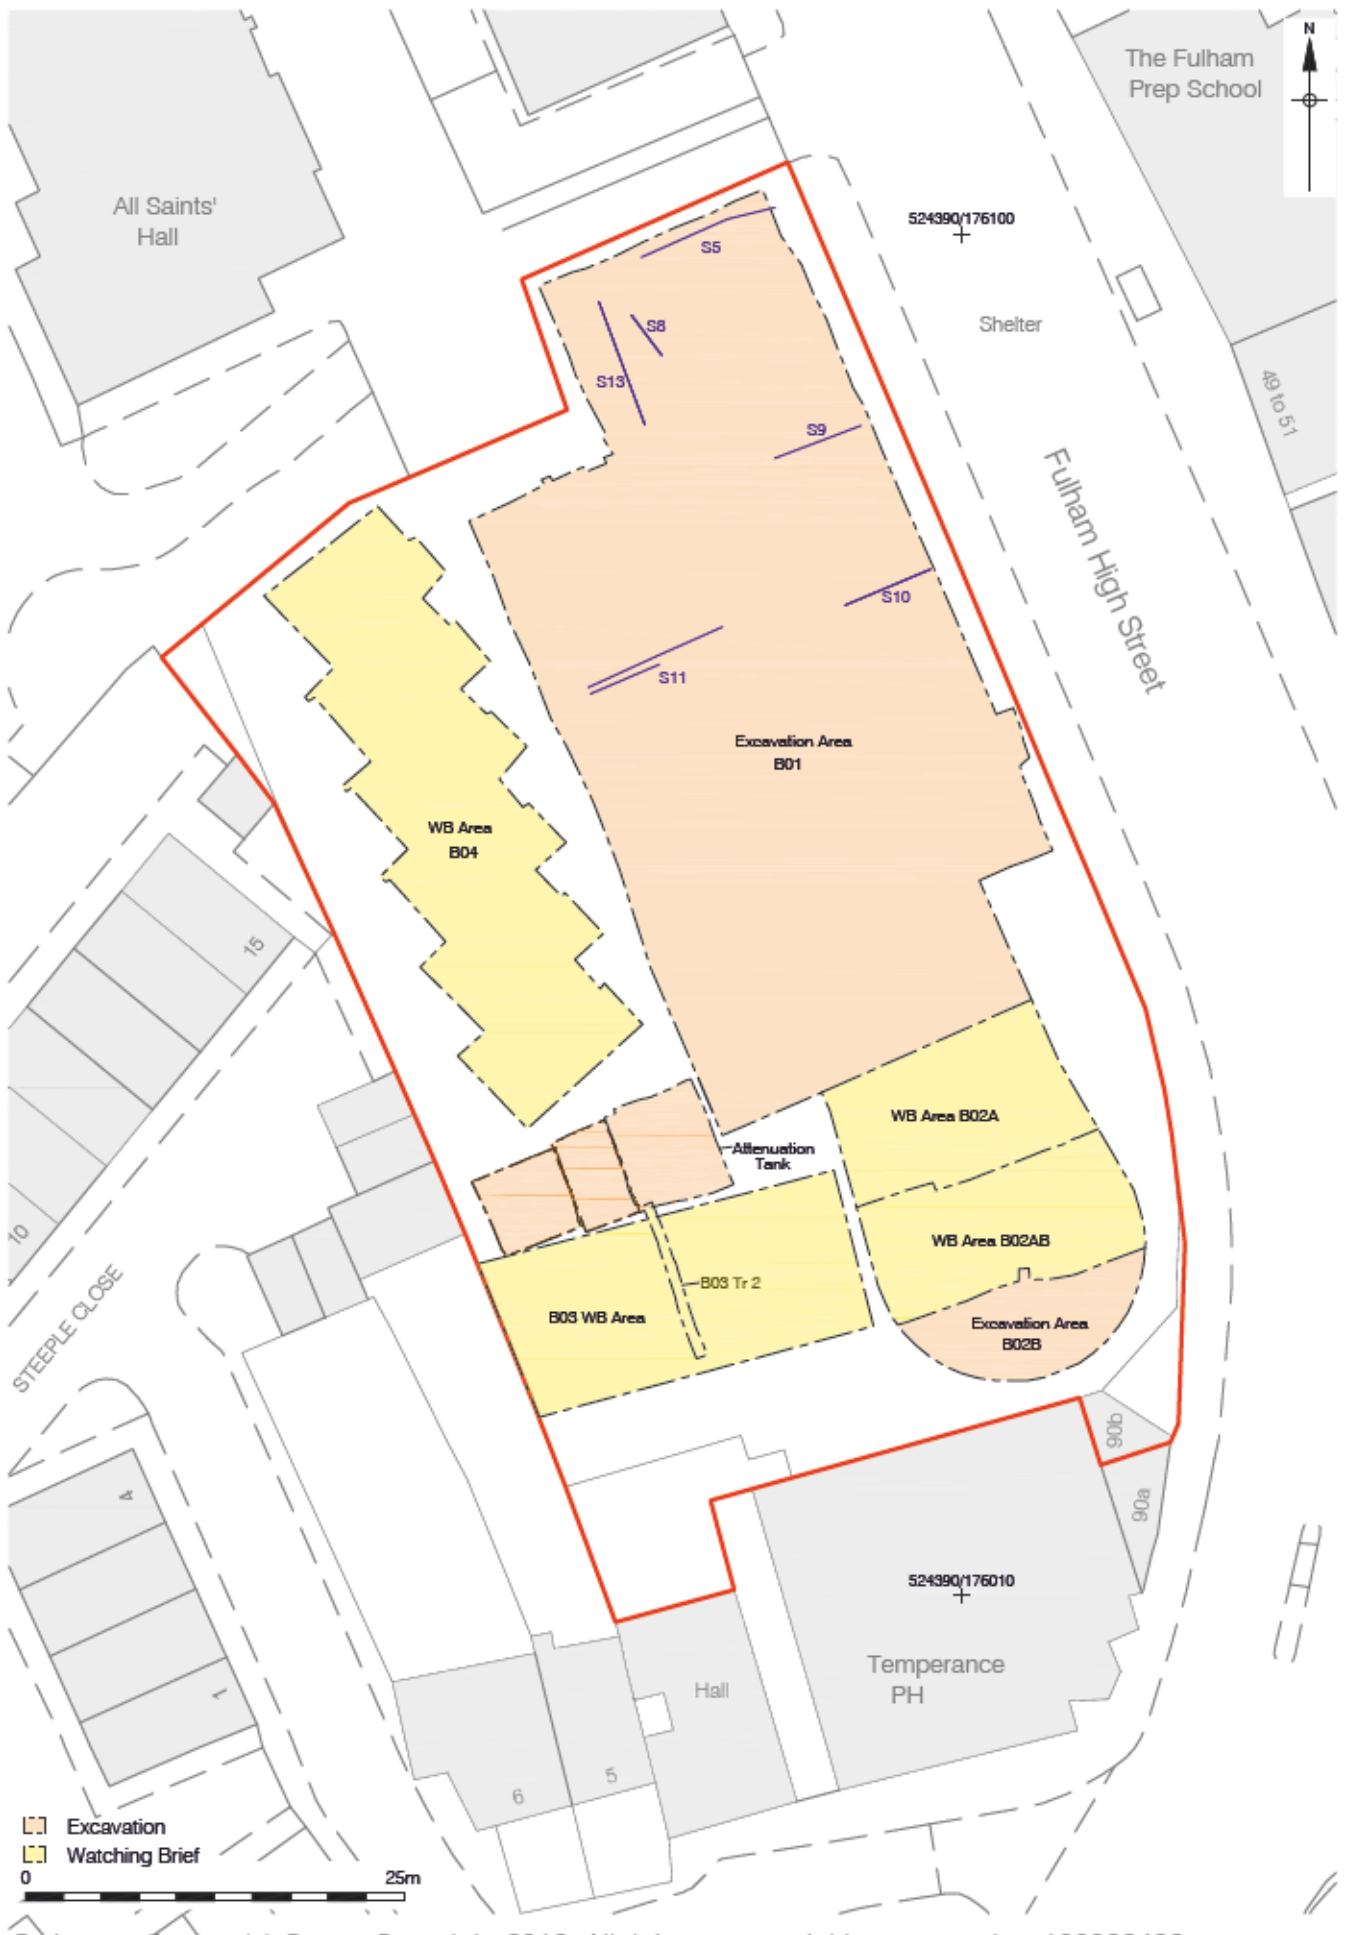 N
The Fulham
Prep School
All Saints'
Hall
524390/176100
S5
Shelter
S8
S13
49 to 51
S9
Fulham High Street
S10
S11
Excavation Area
B01
WB Area
B04
15
WB Area B02A
Attenuation
Tank
10
WB Area B02AB
B03 Tr 2
B03 WB Area
Excavation Area
B02B
STEEPLE CLOSE
90b
4
90a
524390/176010
Temperance
PH
Hall
1
5
6
Excavation
Watching Brief
0 25m